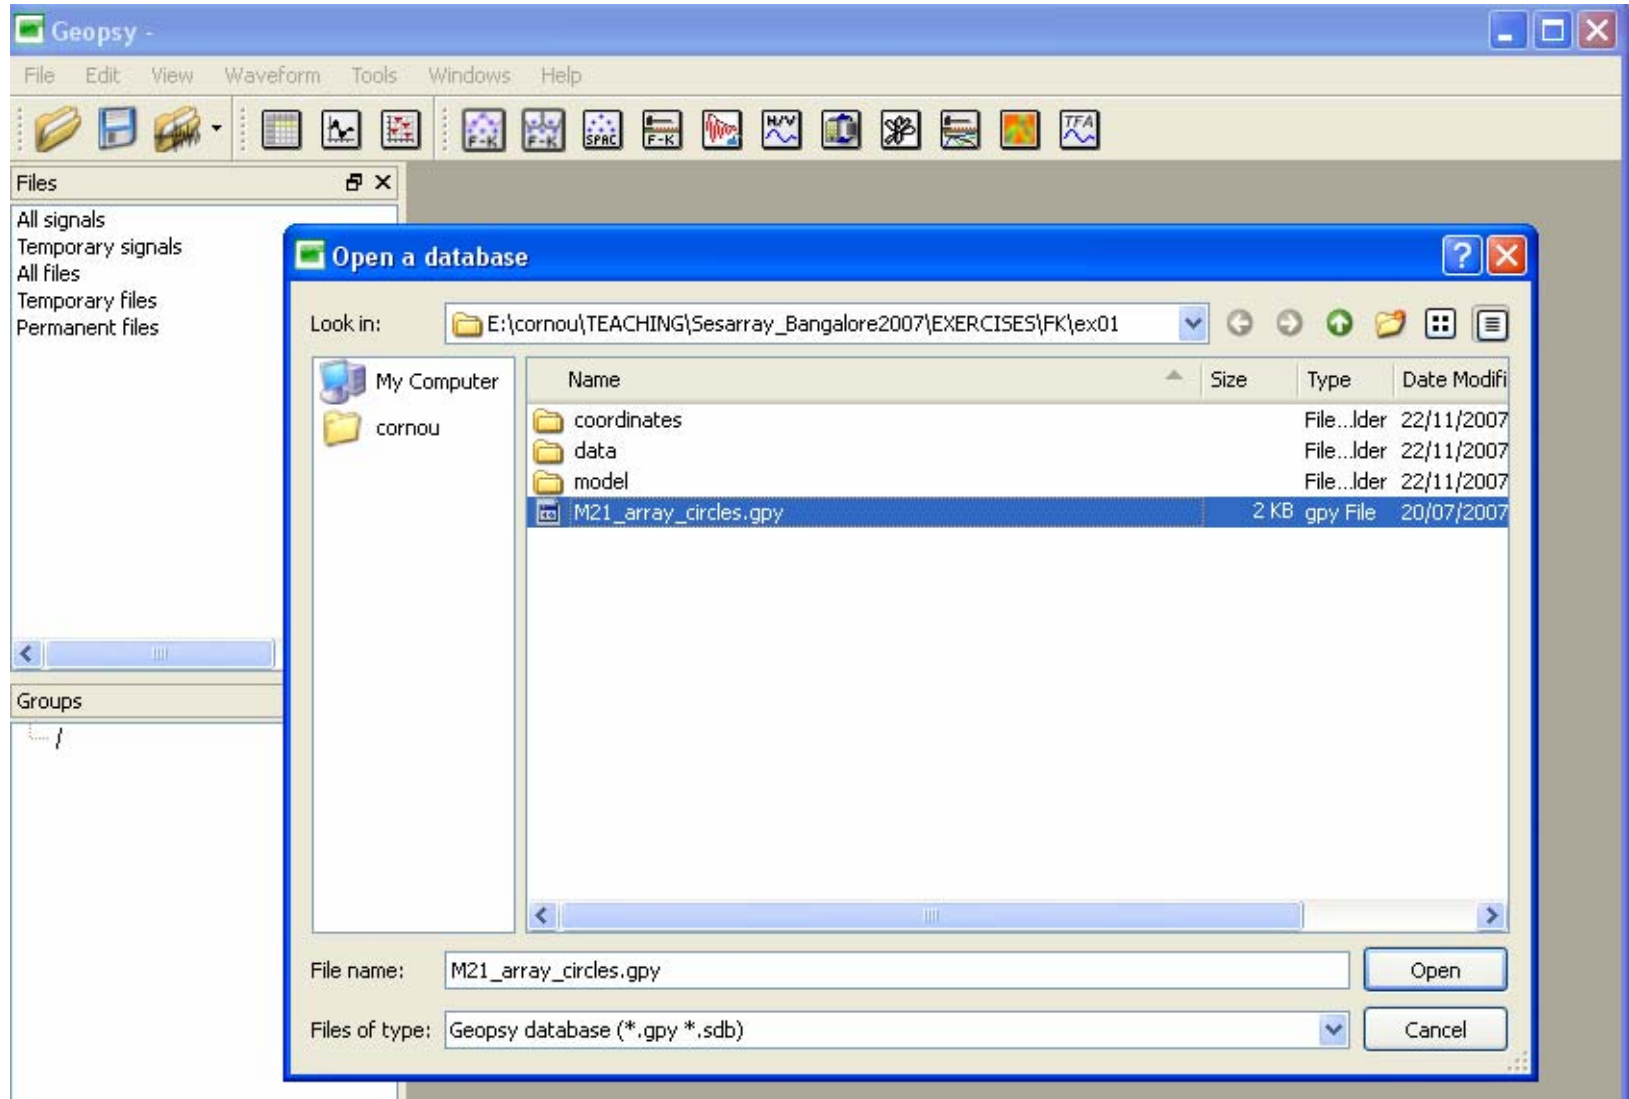 Geopsy -
File Edit View Waveform Tools Windows Help
F-K F-K SPAC F-K H/V TFA
Files
All signals
Temporary signals
All files
Temporary files
Permanent files
Groups
/
Open a database
Look in: E:\cornou\TEACHING\Sesarray_Bangalore2007\EXERCISES\FK\ex01
My Computer
cornou
Name Size Type Date Modifi
coordinates File...lder 22/11/2007
data File...lder 22/11/2007
model File...lder 22/11/2007
M21_array_circles.gpy 2 KB gpy File 20/07/2007
File name: M21_array_circles.gpy Open
Files of type: Geopsy database (*.gpy *.sdb) Cancel